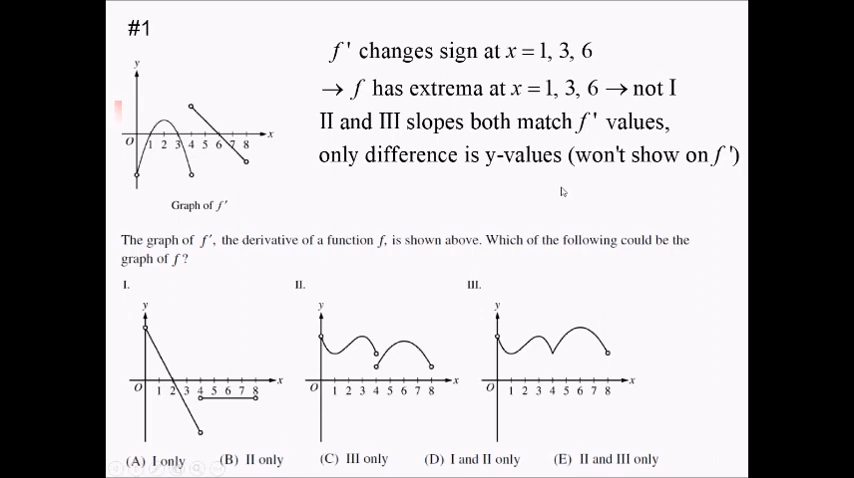 #1
f ' changes sign at x = 1, 3, 6
→ f has extrema at x = 1, 3, 6 → not I
II and III slopes both match f ' values,
only difference is y-values (won't show on f ')
y
O 1 2 3 4 5 6 7 8 x
Graph of f'
The graph of f', the derivative of a function f, is shown above. Which of the following could be the
graph of f?
I. II. III.
y y y
O 1 2 3 4 5 6 7 8 x O 1 2 3 4 5 6 7 8 x O 1 2 3 4 5 6 7 8 x
(A) I only (B) II only (C) III only (D) I and II only (E) II and III only